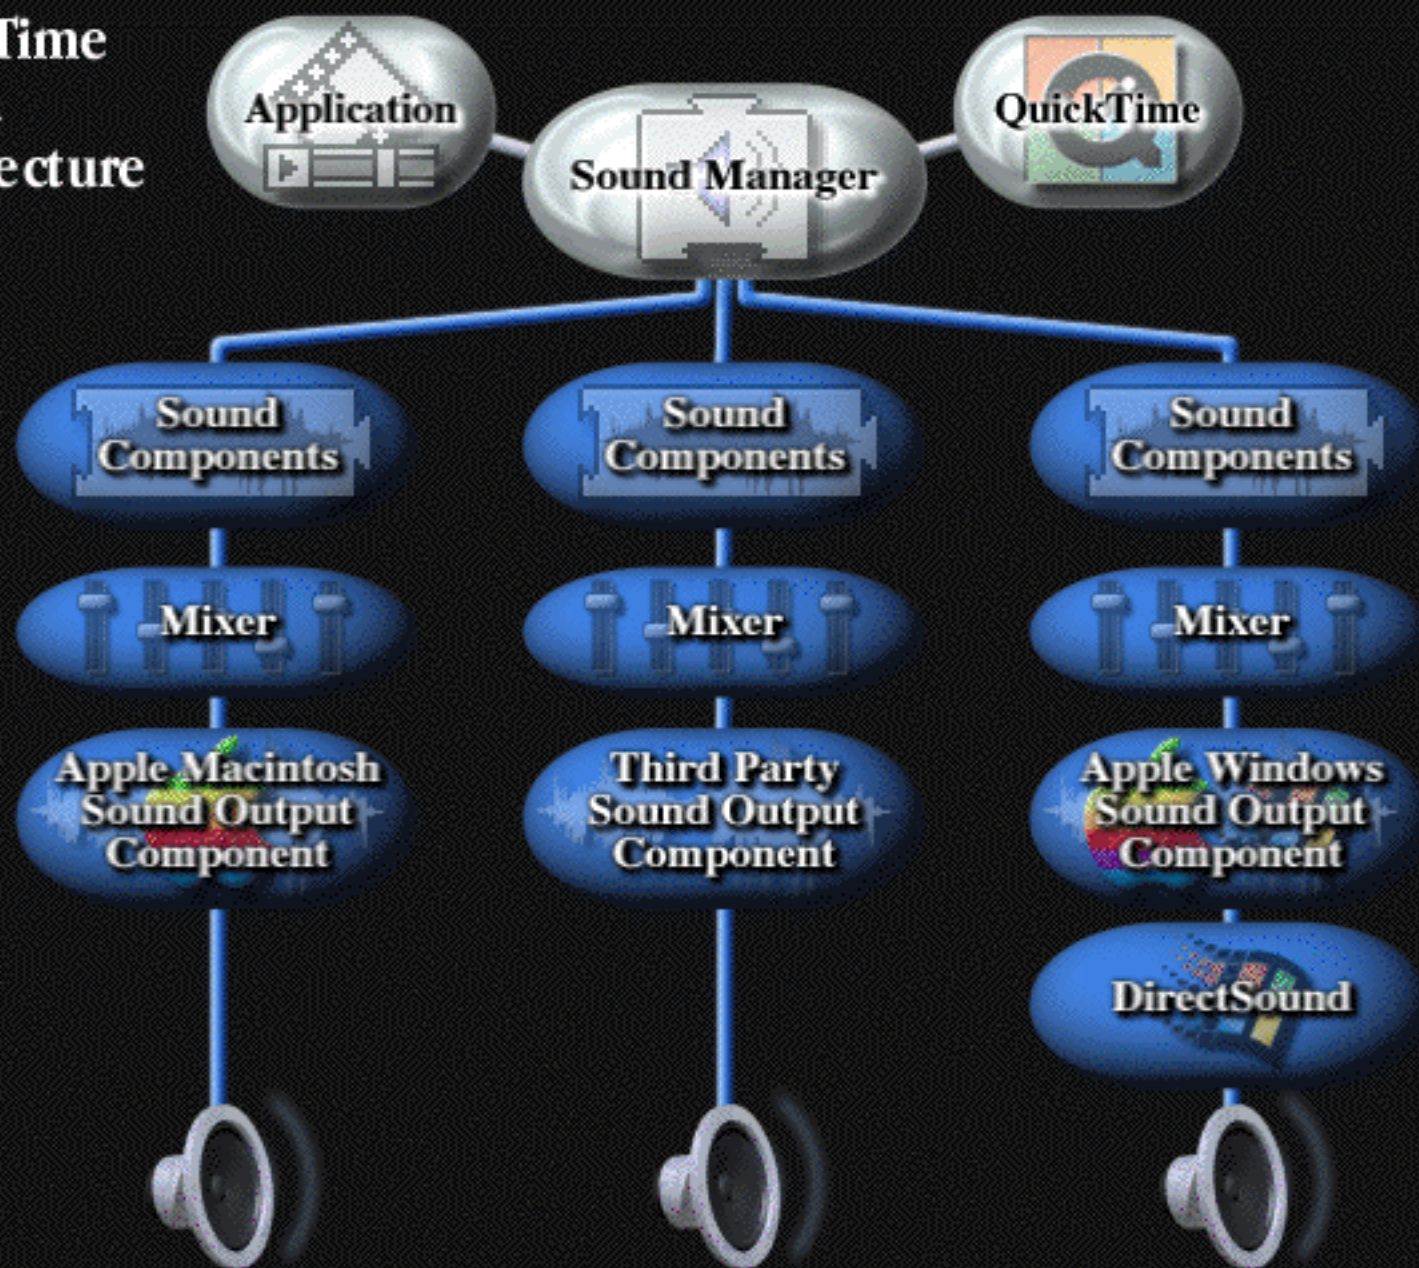 Time
ecture
Application
Sound Manager
QuickTime
Sound
Components
Sound
Components
Sound
Components
Mixer
Mixer
Mixer
Apple Macintosh
Sound Output
Component
Third Party
Sound Output
Component
Apple Windows
Sound Output
Component
DirectSound